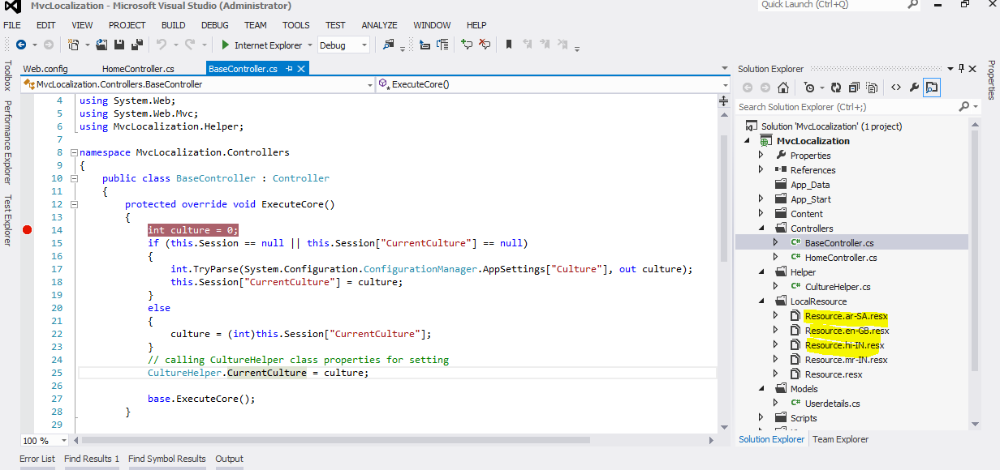 MvcLocalization - Microsoft Visual Studio (Administrator)
Quick Launch (Ctrl+Q)
FILE EDIT VIEW PROJECT BUILD DEBUG TEAM TOOLS TEST ANALYZE WINDOW HELP
Internet Explorer Debug
Toolbox
Performance Explorer
Test Explorer
Web.config HomeController.cs BaseController.cs
MvcLocalization.Controllers.BaseController ExecuteCore()
4 using System.Web;
5 using System.Web.Mvc;
6 using MvcLocalization.Helper;
7
8 namespace MvcLocalization.Controllers
9 {
10 public class BaseController : Controller
11 {
12 protected override void ExecuteCore()
13 {
14 int culture = 0;
15 if (this.Session == null || this.Session["CurrentCulture"] == null)
16 {
17 int.TryParse(System.Configuration.ConfigurationManager.AppSettings["Culture"], out culture);
18 this.Session["CurrentCulture"] = culture;
19 }
20 else
21 {
22 culture = (int)this.Session["CurrentCulture"];
23 }
24 // calling CultureHelper class properties for setting
25 CultureHelper.CurrentCulture = culture;
26
27 base.ExecuteCore();
28 }
29
100 %
Error List Find Results 1 Find Symbol Results Output
Solution Explorer
Search Solution Explorer (Ctrl+;)
Solution 'MvcLocalization' (1 project)
MvcLocalization
Properties
References
App_Data
App_Start
Content
Controllers
BaseController.cs
HomeController.cs
Helper
CultureHelper.cs
LocalResource
Resource.ar-SA.resx
Resource.en-GB.resx
Resource.hi-IN.resx
Resource.mr-IN.resx
Resource.resx
Models
Userdetails.cs
Scripts
Solution Explorer Team Explorer
Properties